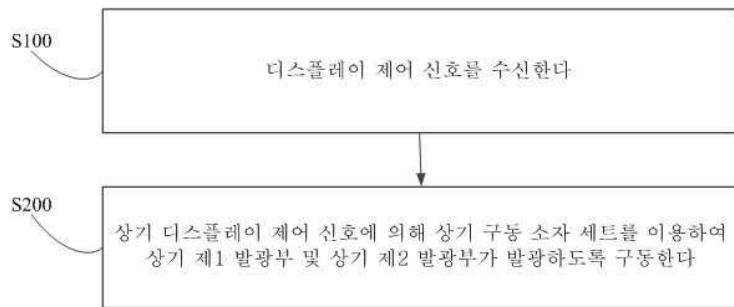 S100
디스플레이 제어 신호를 수신한다
S200
상기 디스플레이 제어 신호에 의해 상기 구동 소자 세트를 이용하여
상기 제1 발광부 및 상기 제2 발광부가 발광하도록 구동한다